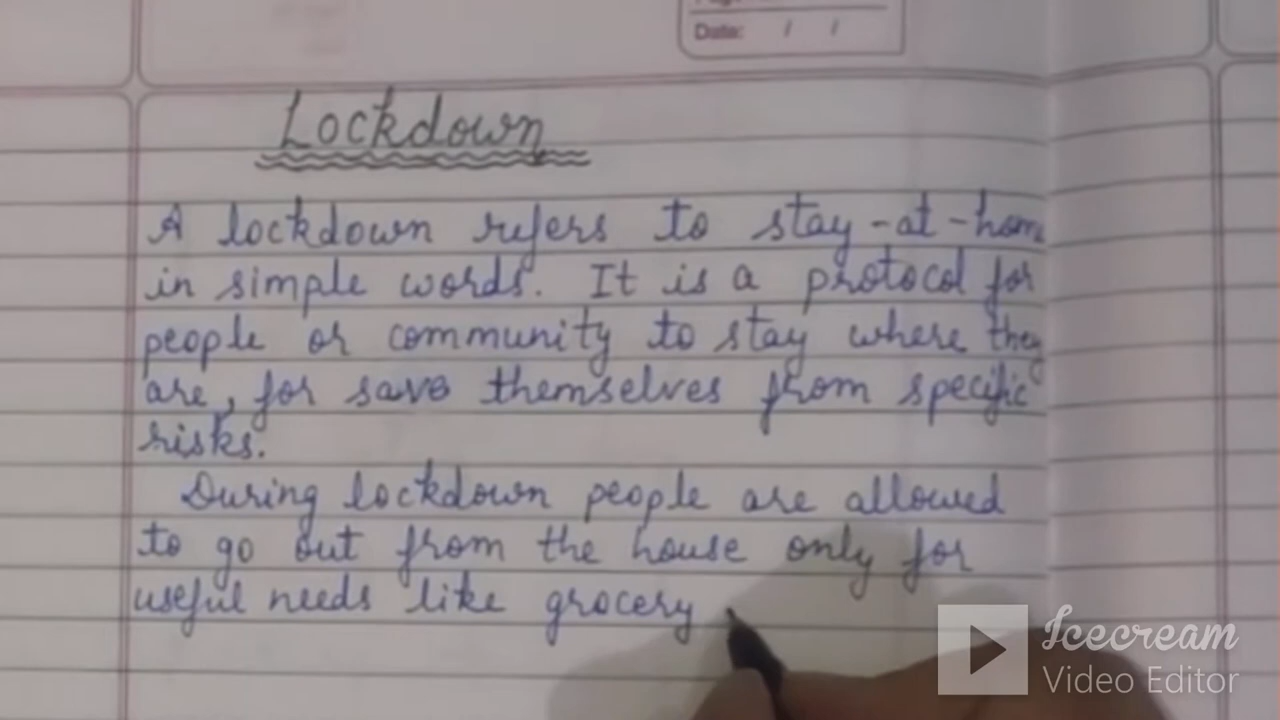 Date: / /
Lockdown
A lockdown refers to stay-at-home
in simple words. It is a protocol for
people or community to stay where they
are, for save themselves from specific
risks.
During lockdown people are allowed
to go out from the house only for
useful needs like grocery
Icecream
Video Editor